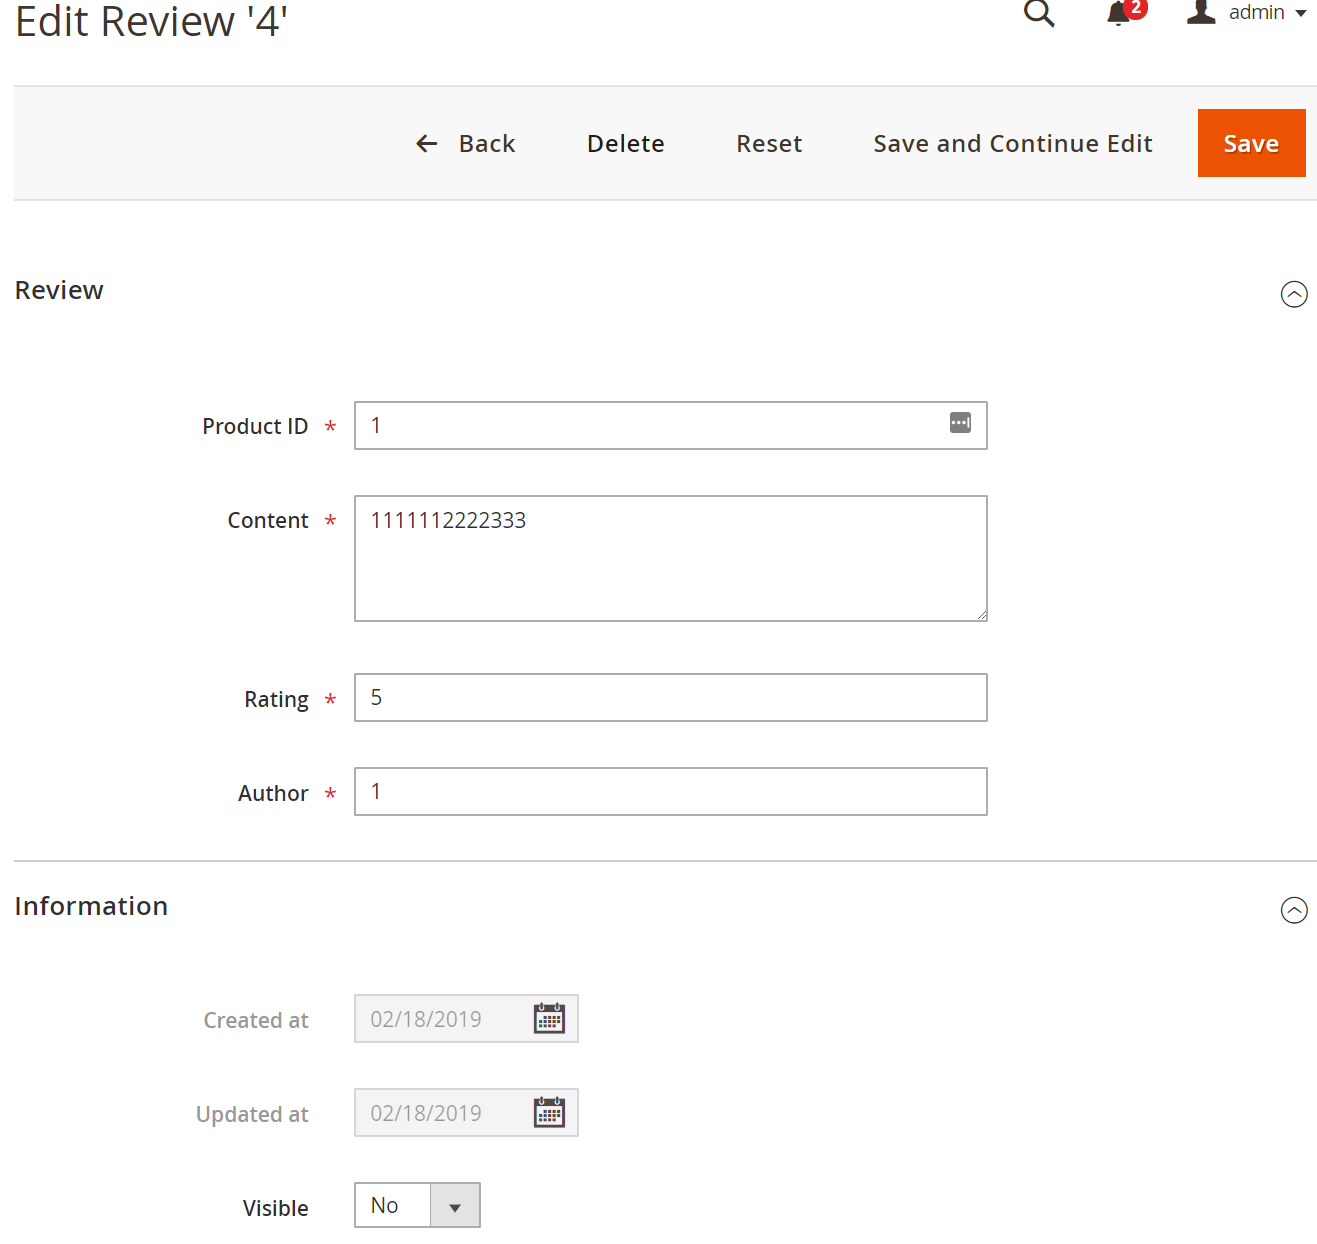 Edit Review '4'
2
admin
Back Delete Reset Save and Continue Edit Save
Review
Product ID * 1
Content * 1111112222333
Rating * 5
Author * 1
Information
Created at 02/18/2019
Updated at 02/18/2019
Visible No